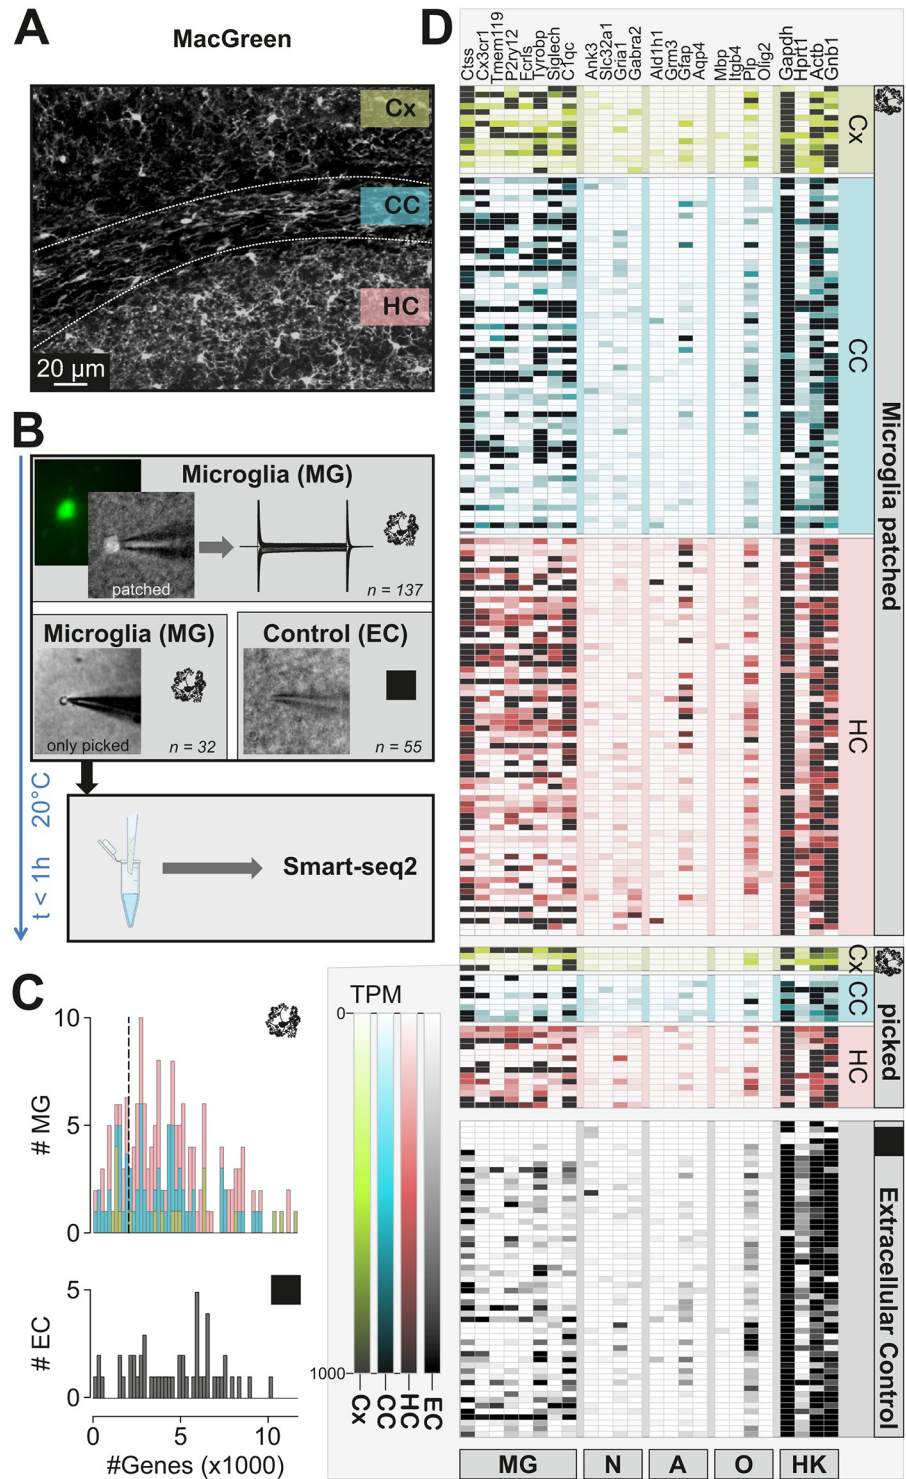 A
MacGreen
Cx
CC
HC
20 µm
B
Microglia (MG)
patched
n = 137
Microglia (MG)
only picked
n = 32
Control (EC)
n = 55
t < 1h 20°C
Smart-seq2
C
10
5
0
# MG
5
0
# EC
0 5 10
#Genes (x1000)
TPM
0
1000
Cx
CC
HC
EC
D
Ctss
Cx3cr1
Tmem119
P2ry12
Fcrls
Tyrobp
Siglech
C1qc
Ank3
Slc32a1
Gria1
Gabra2
Ald1h1
Grm3
Gfap
Aqp4
Mbp
Itgb4
Plp
Olig2
Gapdh
Hprt1
Actb
Gnb1
Cx
CC
HC
Microglia patched
Cx
CC
HC
picked
Extracellular Control
MG N A O HK